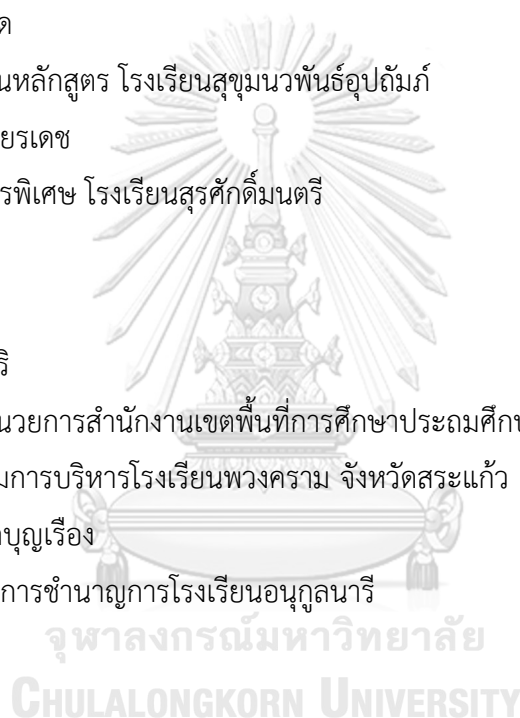 ด
นหลักสูตร โรงเรียนสุขุมนวพันธ์อุปถัมภ์
ยรเดช
รพิเศษ โรงเรียนสุรศักดิ์มนตรี
ริ
นวยการสำนักงานเขตพื้นที่การศึกษาประถมศึกษ
มการบริหารโรงเรียนพวงคราม จังหวัดสระแก้ว
าบุญเรือง
การชำนาญการโรงเรียนอนุกูลนารี
จุฬาลงกรณ์มหาวิทยาลัย
CHULALONGKORN UNIVERSITY